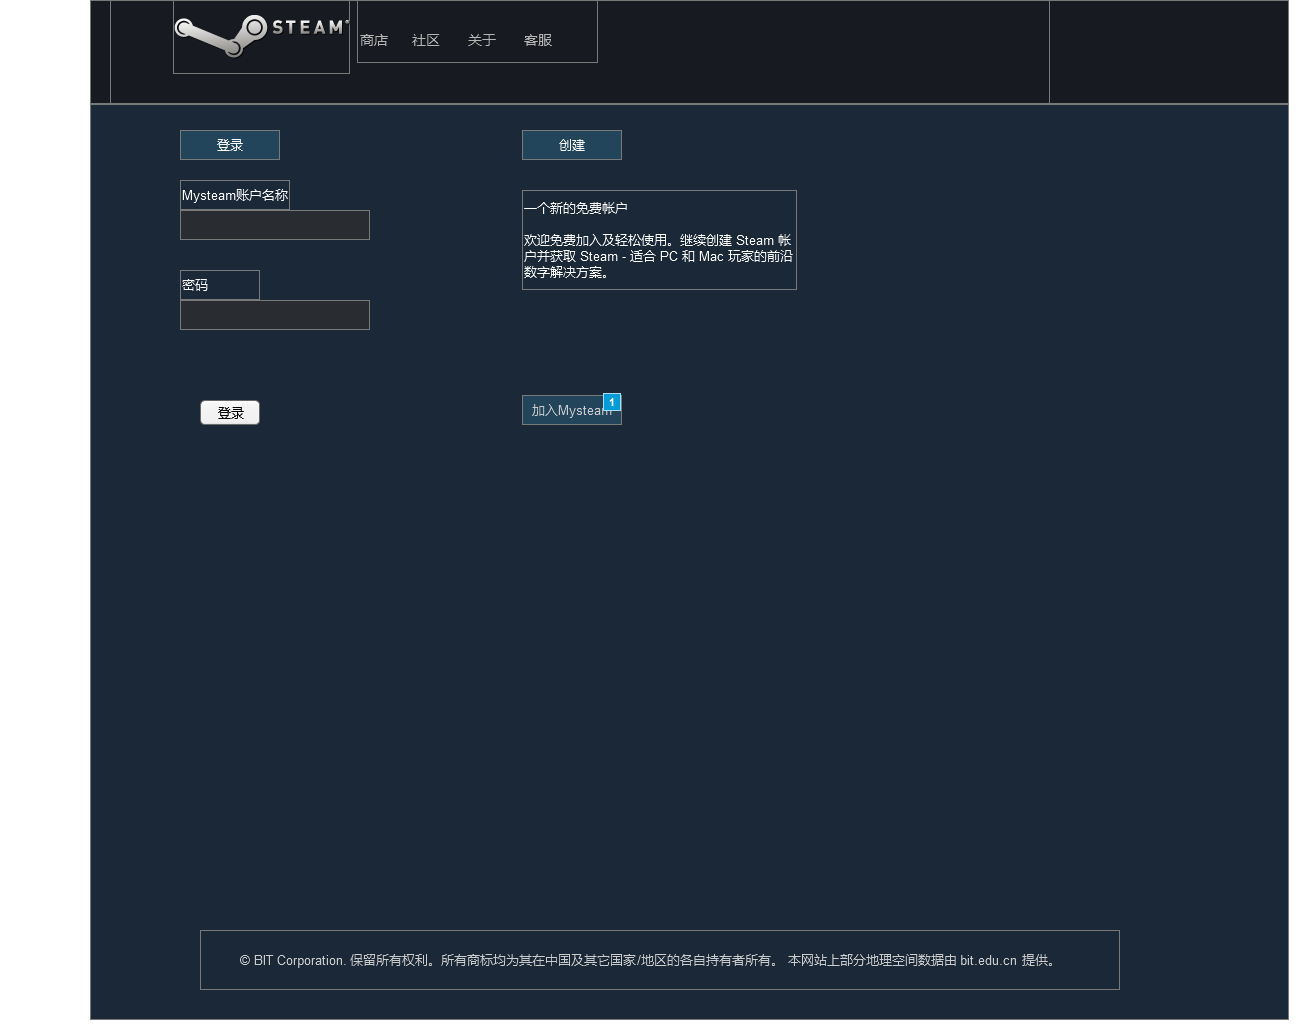 STEAM
商店 社区 关于 客服
登录
创建
Mysteam账户名称
密码
一个新的免费帐户
欢迎免费加入及轻松使用。继续创建 Steam 帐
户并获取 Steam - 适合 PC 和 Mac 玩家的前沿
数字解决方案。
登录
加入Mysteam
1
© BIT Corporation. 保留所有权利。所有商标均为其在中国及其它国家/地区的各自持有者所有。 本网站上部分地理空间数据由 bit.edu.cn 提供。